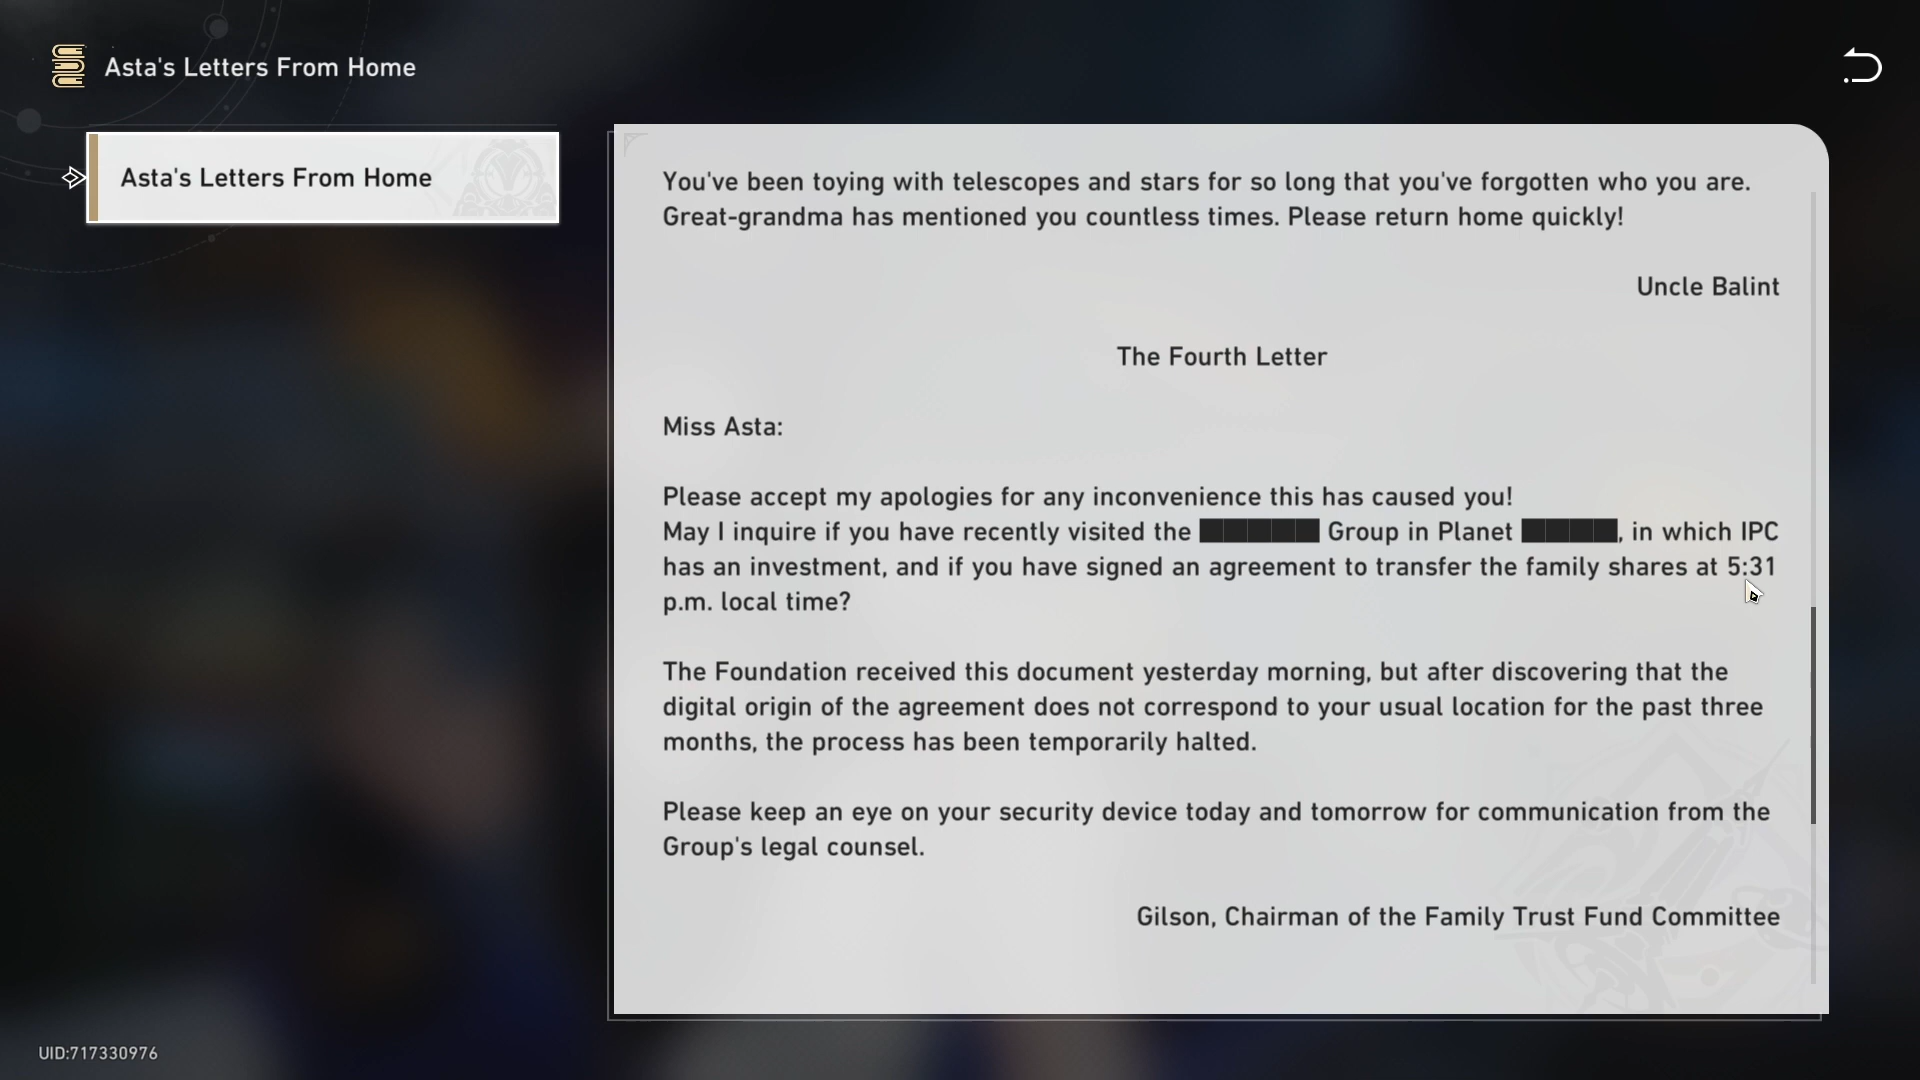 Asta's Letters From Home
Asta's Letters From Home
You've been toying with telescopes and stars for so long that you've forgotten who you are.
Great-grandma has mentioned you countless times. Please return home quickly!
Uncle Balint
The Fourth Letter
Miss Asta:
Please accept my apologies for any inconvenience this has caused you!
May I inquire if you have recently visited the ██████ Group in Planet █████, in which IPC
has an investment, and if you have signed an agreement to transfer the family shares at 5:31
p.m. local time?
The Foundation received this document yesterday morning, but after discovering that the
digital origin of the agreement does not correspond to your usual location for the past three
months, the process has been temporarily halted.
Please keep an eye on your security device today and tomorrow for communication from the
Group's legal counsel.
Gilson, Chairman of the Family Trust Fund Committee
UID:717330976